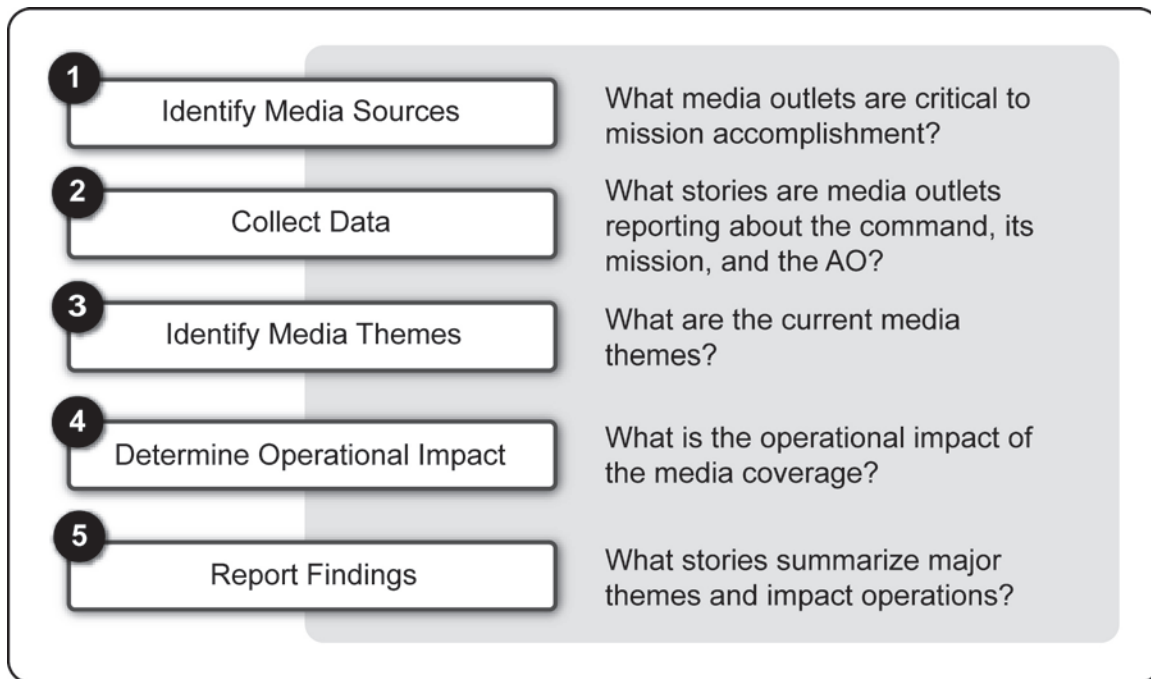 1
Identify Media Sources
What media outlets are critical to
mission accomplishment?
2
Collect Data
What stories are media outlets
reporting about the command, its
mission, and the AO?
3
Identify Media Themes
What are the current media
themes?
4
Determine Operational Impact
What is the operational impact of
the media coverage?
5
Report Findings
What stories summarize major
themes and impact operations?